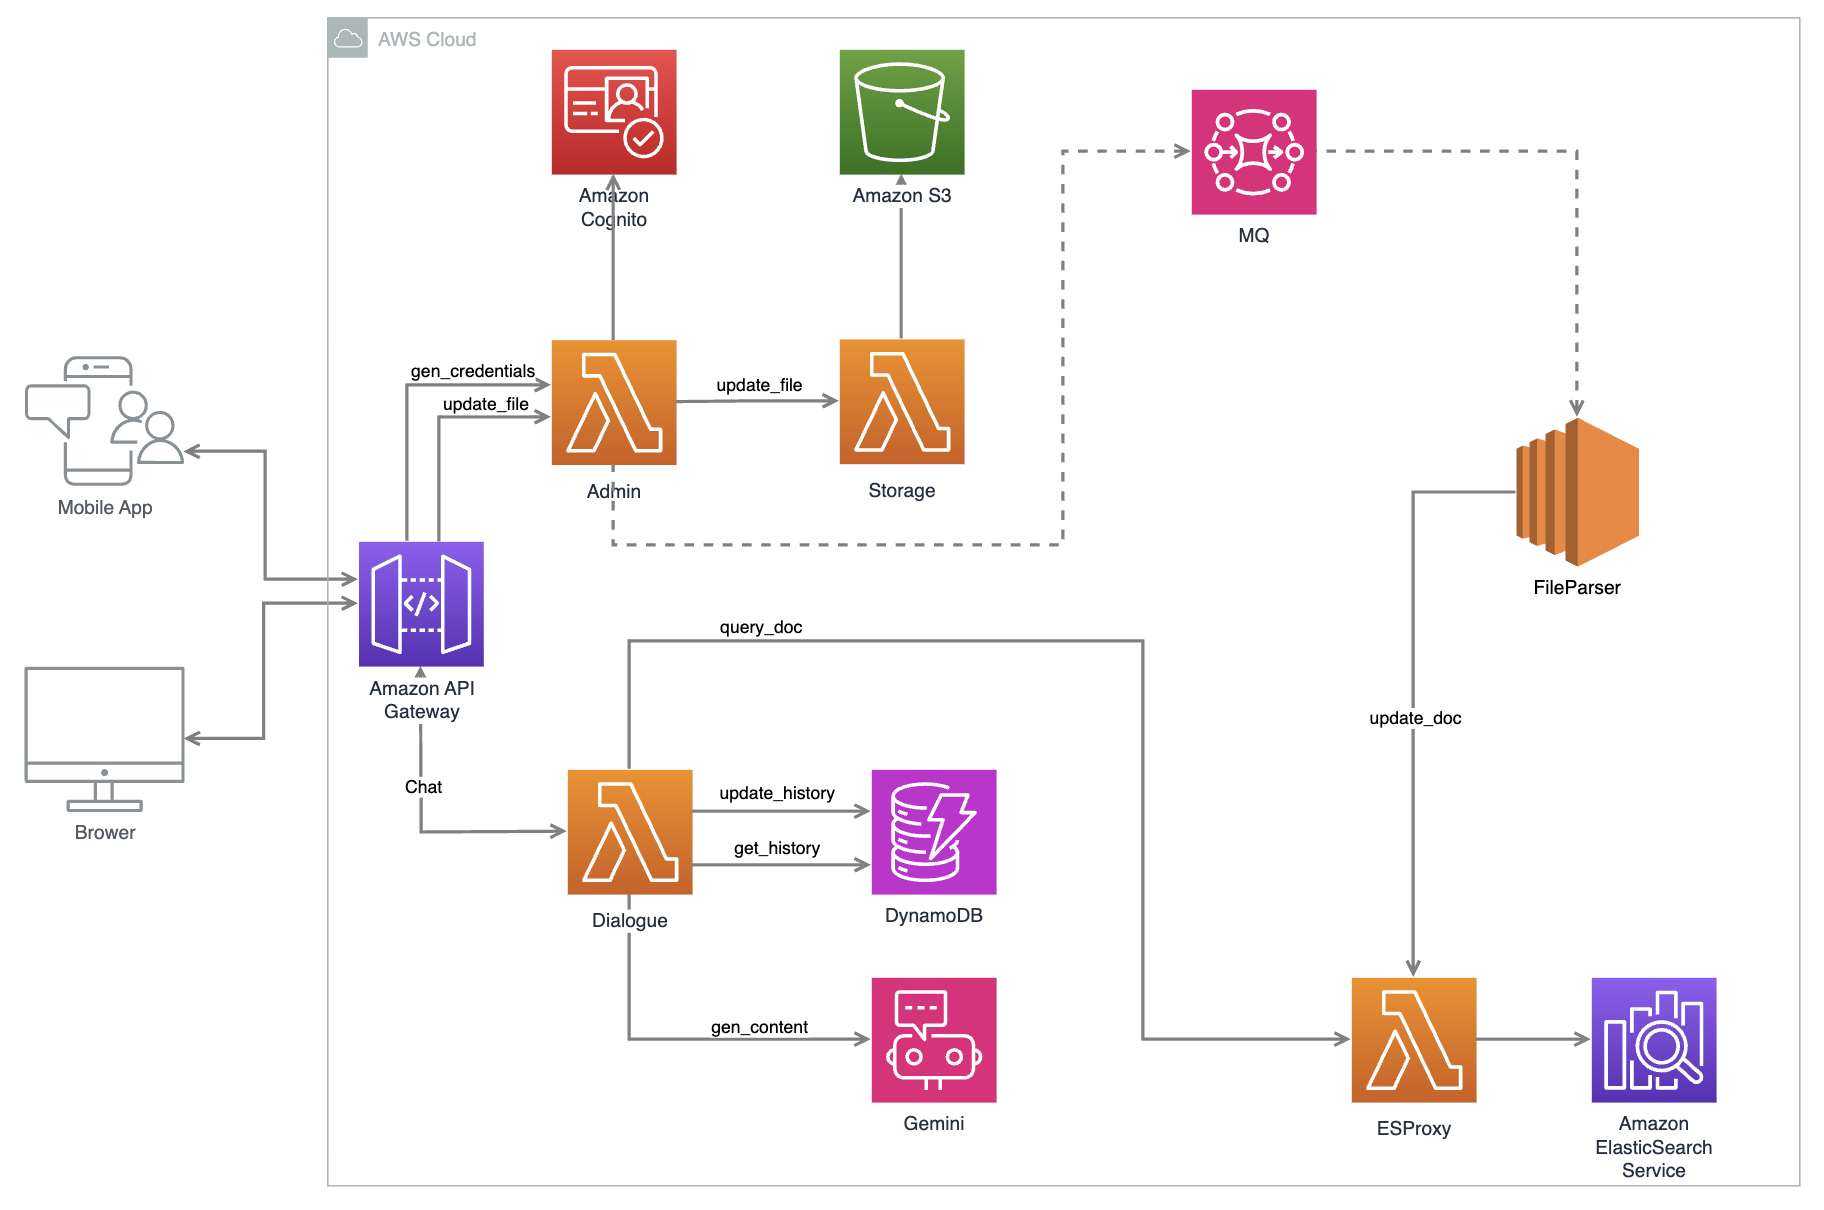 AWS Cloud
Amazon
Cognito
Amazon S3
MQ
gen_credentials
update_file
update_file
Admin
Storage
Mobile App
FileParser
query_doc
Amazon API
Gateway
update_doc
Chat
update_history
get_history
Brower
Dialogue
DynamoDB
gen_content
Gemini
ESProxy
Amazon
ElasticSearch
Service